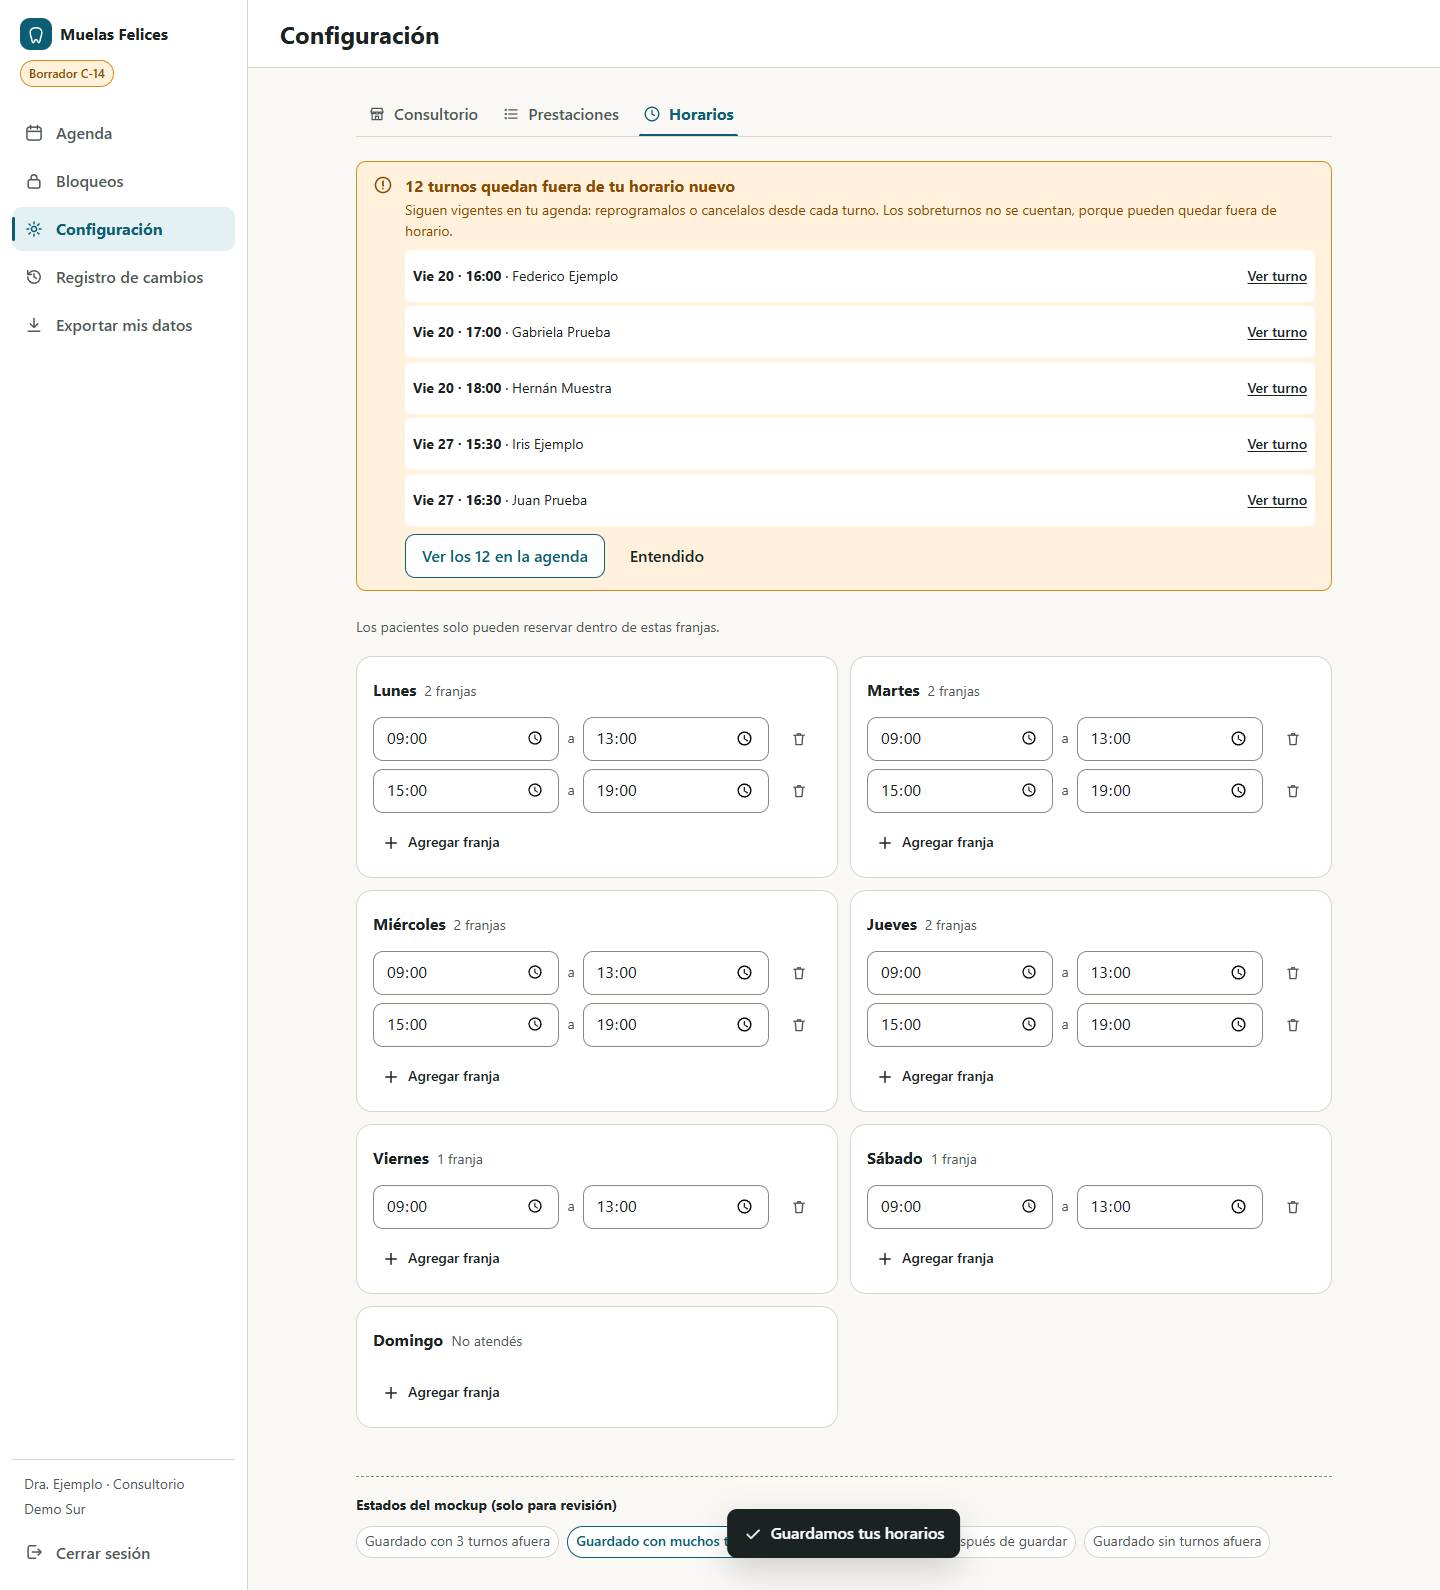 Muelas Felices
Borrador C-14
Agenda
Bloqueos
Configuración
Registro de cambios
Exportar mis datos
Dra. Ejemplo · Consultorio
Demo Sur
Cerrar sesión
Configuración
Consultorio
Prestaciones
Horarios
12 turnos quedan fuera de tu horario nuevo
Siguen vigentes en tu agenda: reprogramalos o cancelalos desde cada turno. Los sobreturnos no se cuentan, porque pueden quedar fuera de
horario.
Vie 20 · 16:00 · Federico Ejemplo Ver turno
Vie 20 · 17:00 · Gabriela Prueba Ver turno
Vie 20 · 18:00 · Hernán Muestra Ver turno
Vie 27 · 15:30 · Iris Ejemplo Ver turno
Vie 27 · 16:30 · Juan Prueba Ver turno
Ver los 12 en la agenda Entendido
Los pacientes solo pueden reservar dentro de estas franjas.
Lunes 2 franjas
09:00 a 13:00
15:00 a 19:00
Agregar franja
Martes 2 franjas
09:00 a 13:00
15:00 a 19:00
Agregar franja
Miércoles 2 franjas
09:00 a 13:00
15:00 a 19:00
Agregar franja
Jueves 2 franjas
09:00 a 13:00
15:00 a 19:00
Agregar franja
Viernes 1 franja
09:00 a 13:00
Agregar franja
Sábado 1 franja
09:00 a 13:00
Agregar franja
Domingo No atendés
Agregar franja
Estados del mockup (solo para revisión)
Guardado con 3 turnos afuera
Guardado con muchos
Guardamos tus horarios
de guardar
Guardado sin turnos afuera